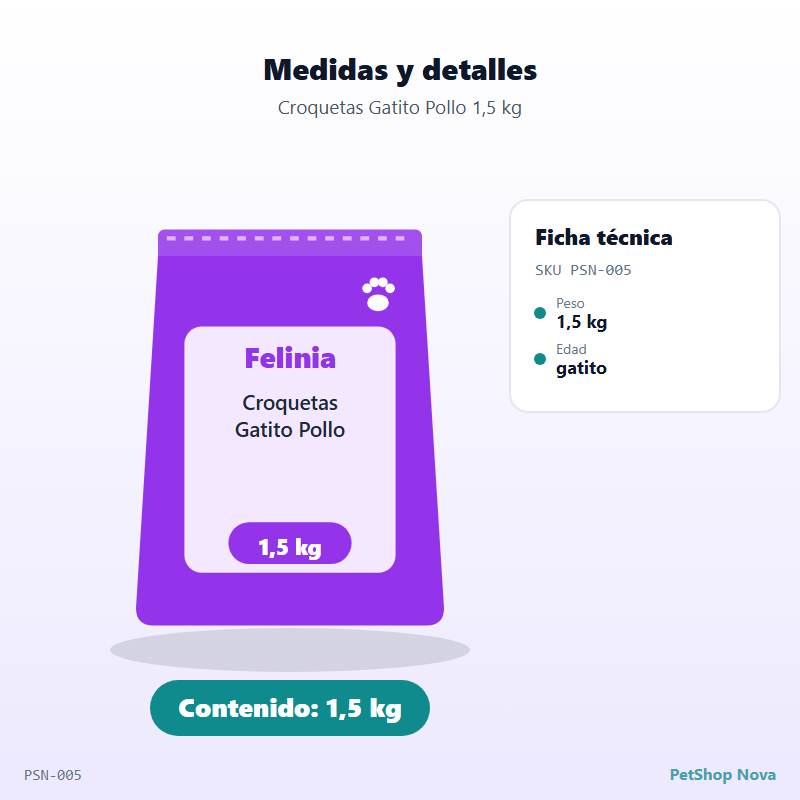 Medidas y detalles
Croquetas Gatito Pollo 1,5 kg
Felinia
Croquetas
Gatito Pollo
1,5 kg
Contenido: 1,5 kg
Ficha técnica
SKU PSN-005
Peso
1,5 kg
Edad
gatito
PSN-005
PetShop Nova